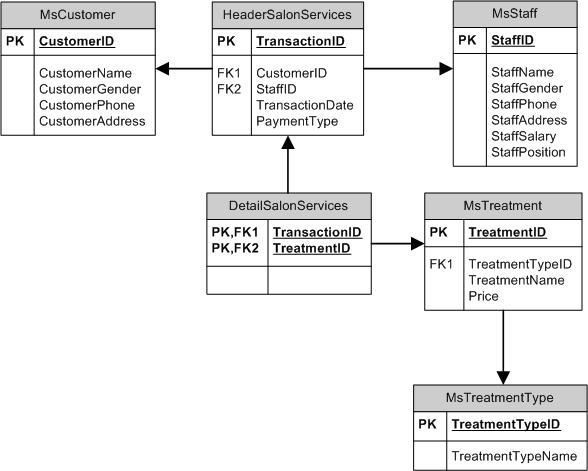 MsCustomer
PK CustomerID
CustomerName
CustomerGender
CustomerPhone
CustomerAddress
HeaderSalonServices
PK TransactionID
FK1 CustomerID
FK2 StaffID
TransactionDate
PaymentType
MsStaff
PK StaffID
StaffName
StaffGender
StaffPhone
StaffAddress
StaffSalary
StaffPosition
DetailSalonServices
PK,FK1 TransactionID
PK,FK2 TreatmentID
MsTreatment
PK TreatmentID
FK1 TreatmentTypeID
TreatmentName
Price
MsTreatmentType
PK TreatmentTypeID
TreatmentTypeName